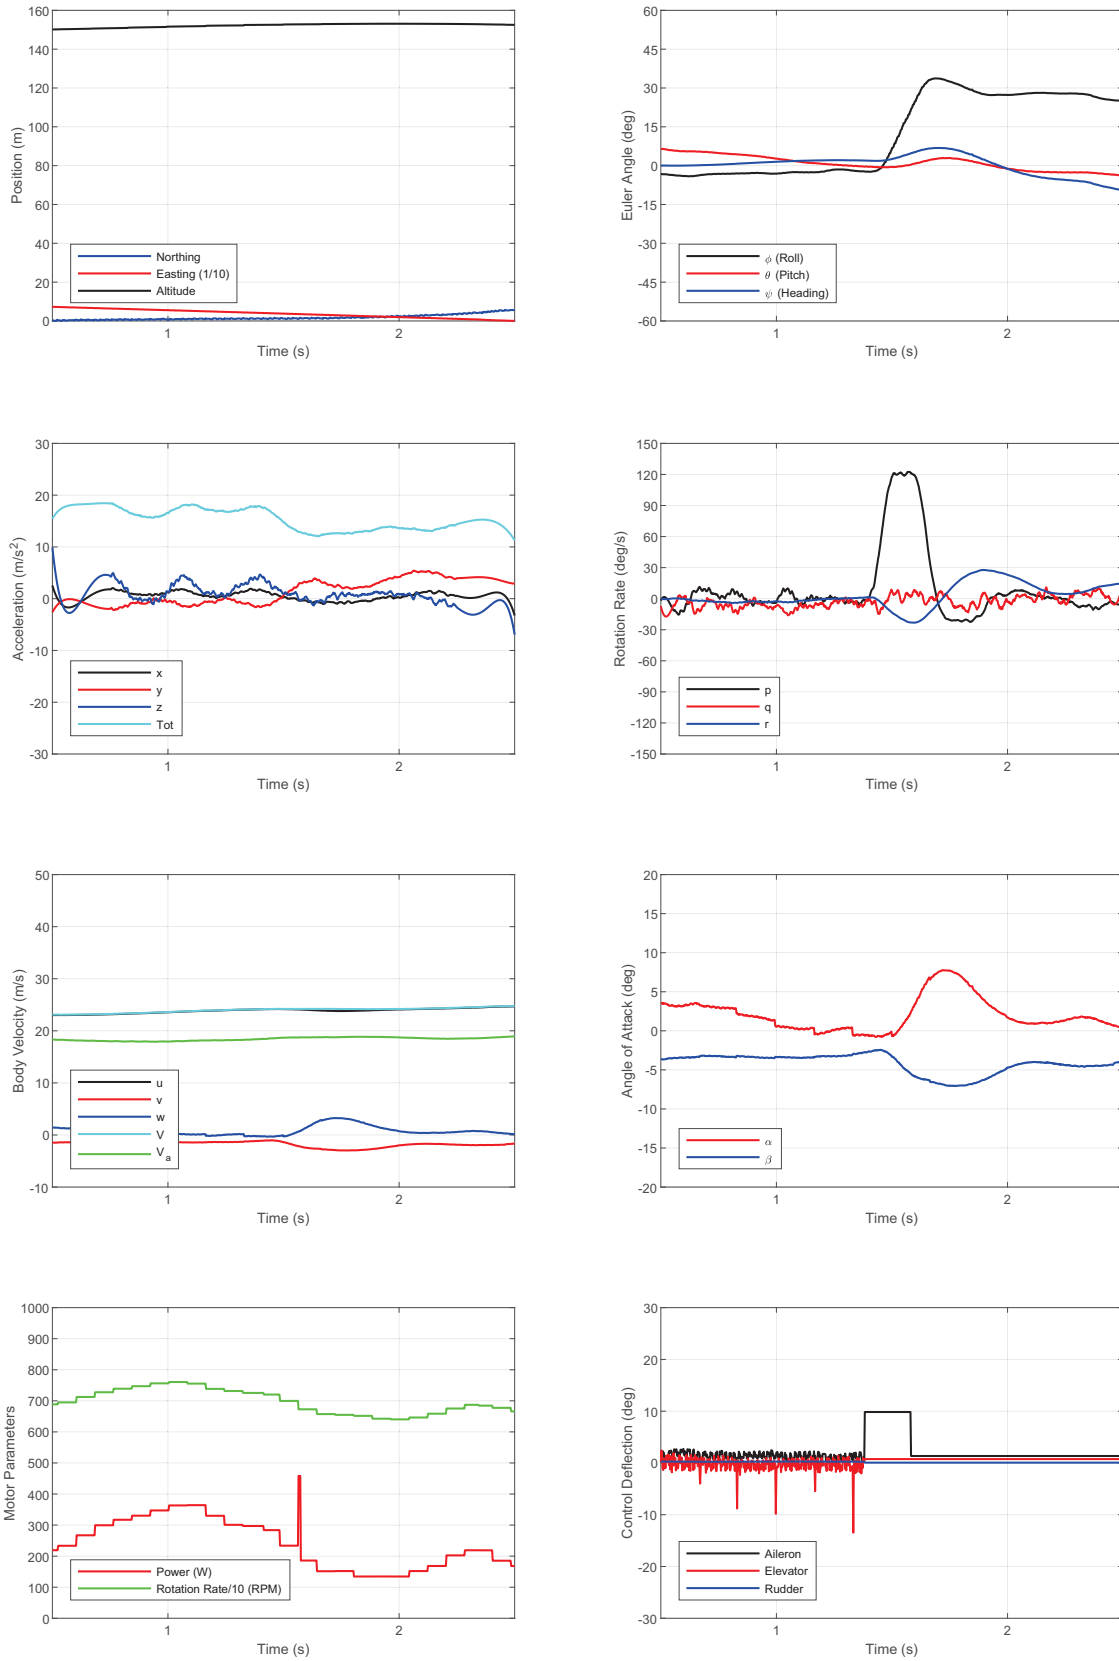 160
140
120
100
80
60
40
20
0
Position (m)
Northing
Easting (1/10)
Altitude
1
2
Time (s)
60
45
30
15
0
-15
-30
-45
-60
Euler Angle (deg)
ϕ (Roll)
θ (Pitch)
ψ (Heading)
1
2
Time (s)
30
20
10
0
-10
-20
-30
Acceleration (m/s²)
x
y
z
Tot
1
2
Time (s)
150
120
90
60
30
0
-30
-60
-90
-120
-150
Rotation Rate (deg/s)
p
q
r
1
2
Time (s)
50
40
30
20
10
0
-10
Body Velocity (m/s)
u
v
w
V
Vₐ
1
2
Time (s)
20
15
10
5
0
-5
-10
-15
-20
Angle of Attack (deg)
α
β
1
2
Time (s)
1000
900
800
700
600
500
400
300
200
100
0
Motor Parameters
Power (W)
Rotation Rate/10 (RPM)
1
2
Time (s)
30
20
10
0
-10
-20
-30
Control Deflection (deg)
Aileron
Elevator
Rudder
1
2
Time (s)